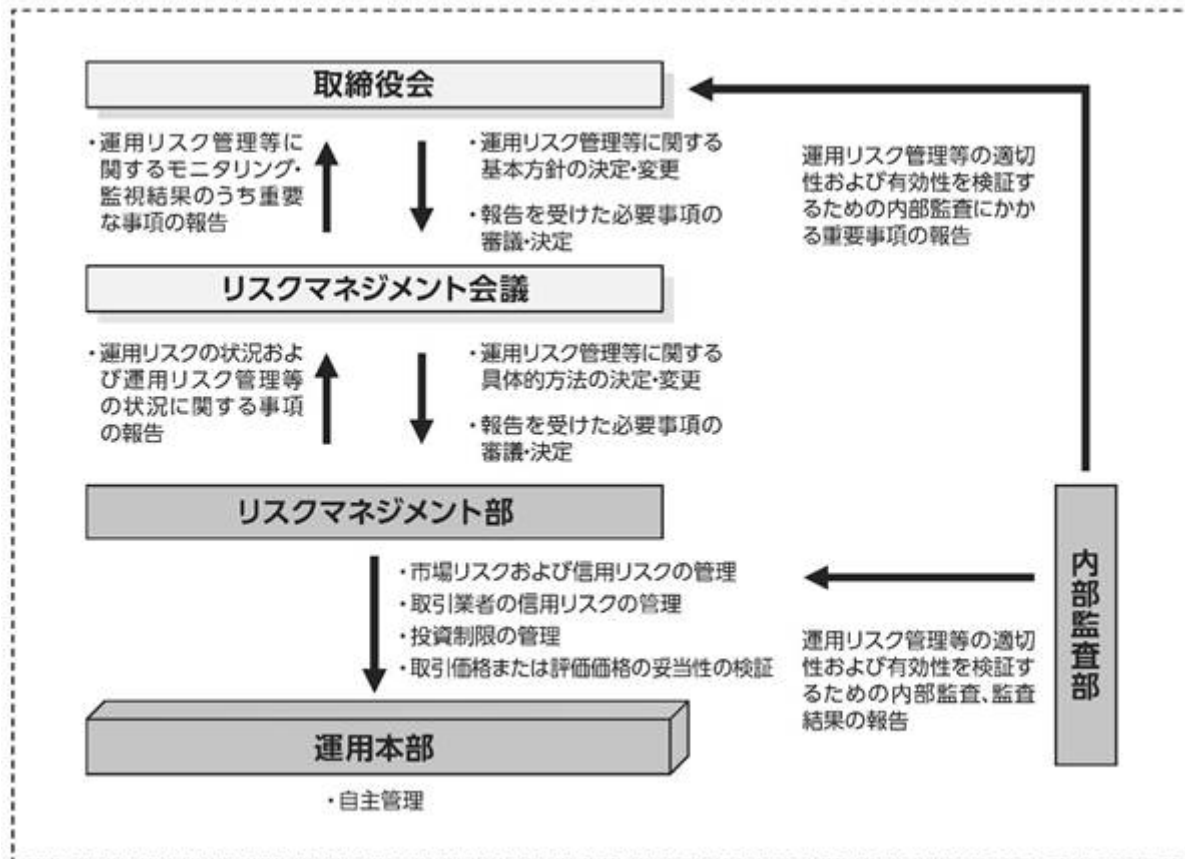 取締役会
・運用リスク管理等に
関するモニタリング・
監視結果のうち重要
な事項の報告
・運用リスク管理等に関する
基本方針の決定・変更
・報告を受けた必要事項の
審議・決定
運用リスク管理等の適切
性および有効性を検証す
るための内部監査にかか
る重要事項の報告
リスクマネジメント会議
・運用リスクの状況およ
び運用リスク管理等
の状況に関する事項
の報告
・運用リスク管理等に関する
具体的方法の決定・変更
・報告を受けた必要事項の
審議・決定
リスクマネジメント部
・市場リスクおよび信用リスクの管理
・取引業者の信用リスクの管理
・投資制限の管理
・取引価格または評価価格の妥当性の検証
内部監査部
運用リスク管理等の適切
性および有効性を検証す
るための内部監査、監査
結果の報告
運用本部
・自主管理